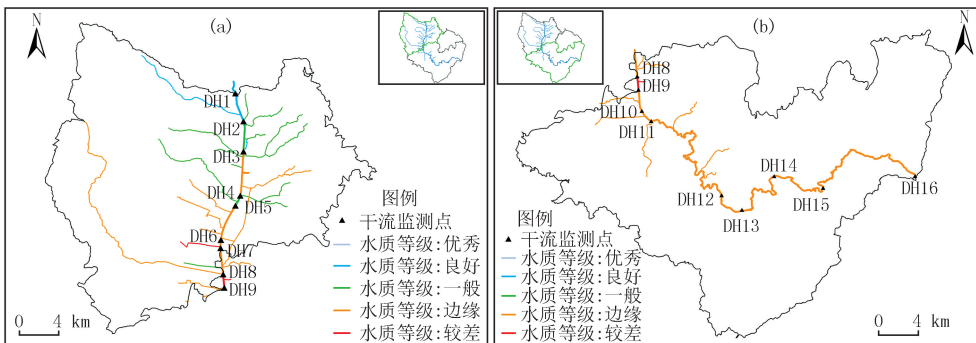 (a)
N
DH1
DH2
DH3
DH4
DH5
DH6
DH7
DH8
DH9
图例
干流监测点
水质等级:优秀
水质等级:良好
水质等级:一般
水质等级:边缘
水质等级:较差
0 4 km
(b)
N
DH8
DH9
DH10
DH11
DH12
DH13
DH14
DH15
DH16
图例
干流监测点
水质等级:优秀
水质等级:良好
水质等级:一般
水质等级:边缘
水质等级:较差
0 4 km